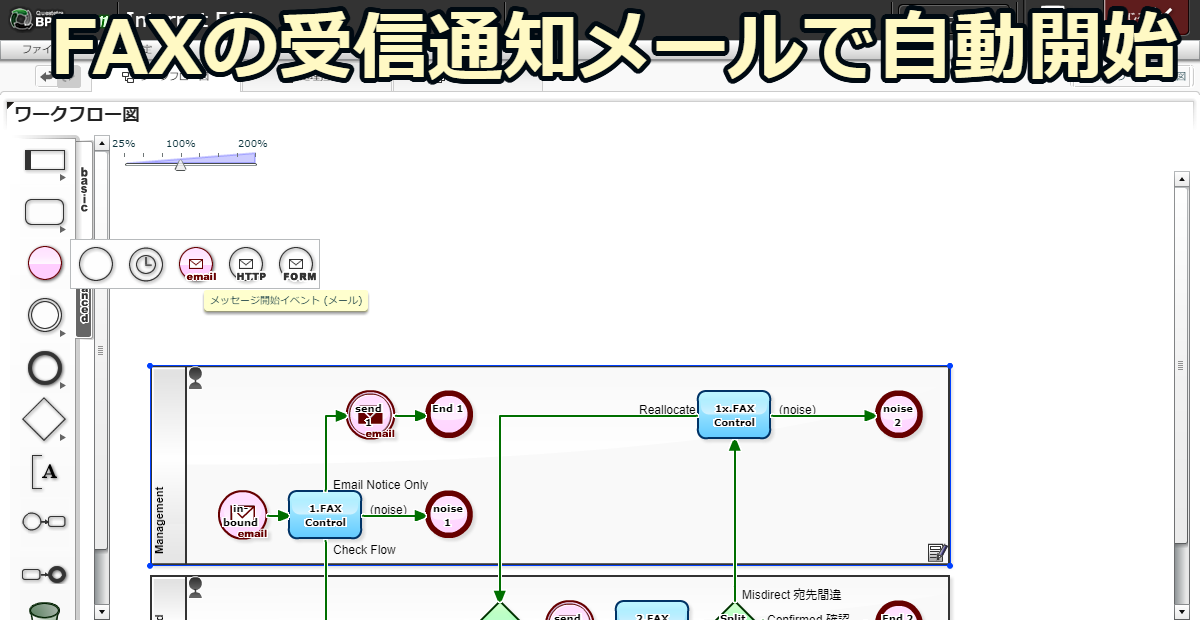 FAXの受信通知メールで自動開始
ワークフロー図
25% 100% 200%
basic
email
HTTP
FORM
メッセージ開始イベント (メール)
Management
send
1
email
End 1
Reallocate
1x.FAX
Control
(noise)
noise
2
Email Notice Only
in-
bound
email
1.FAX
Control
(noise)
noise
1
Check Flow
A
Misdirect 宛先間違
send
2.FAX
Split
Confirmed 確認
End 2